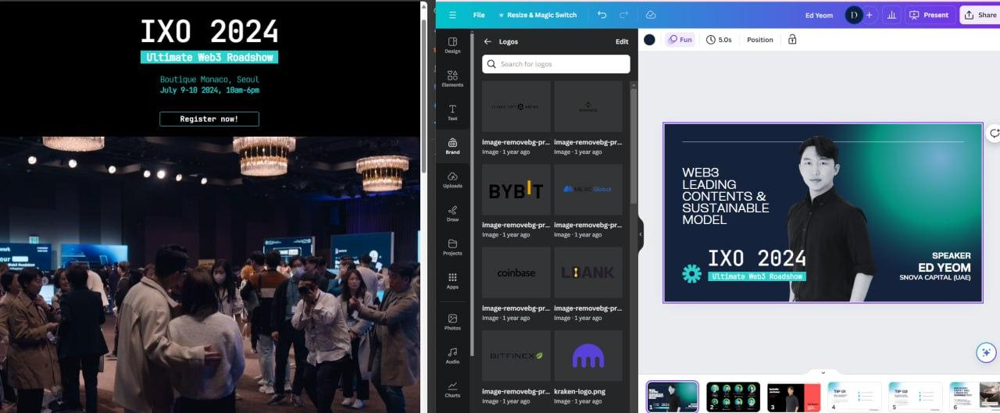 IXO 2024
Ultimate Web3 Roadshow
Boutique Monaco, Seoul
July 9-10 2024, 10am-6pm
Register now!
File
Resize & Magic Switch
Ed Yeom
D
Present
Share
Design
Elements
Text
Brand
Uploads
Draw
Projects
Apps
Photos
Audio
Charts
Logos
Edit
Search for logos
image-removebg-pr...
Image · 1 year ago
BINANCE
image-removebg-pr...
Image · 1 year ago
BYBIT
image-removebg-pr...
Image · 1 year ago
MEXC Global
image-removebg-pr...
Image · 1 year ago
coinbase
image-removebg-pr...
Image · 1 year ago
LBANK
image-removebg-pr...
Image · 1 year ago
BITFINEX
image-removebg-pr...
Image · 1 year ago
kraken-logo.png
Image · 1 year ago
Fun
5.0s
Position
WEB3
LEADING
CONTENTS &
SUSTAINABLE
MODEL
IXO 2024
Ultimate Web3 Roadshow
SPEAKER
ED YEOM
SNOVA CAPITAL (UAE)
1
2
3
4
5
6
TIP 01
TIP 02